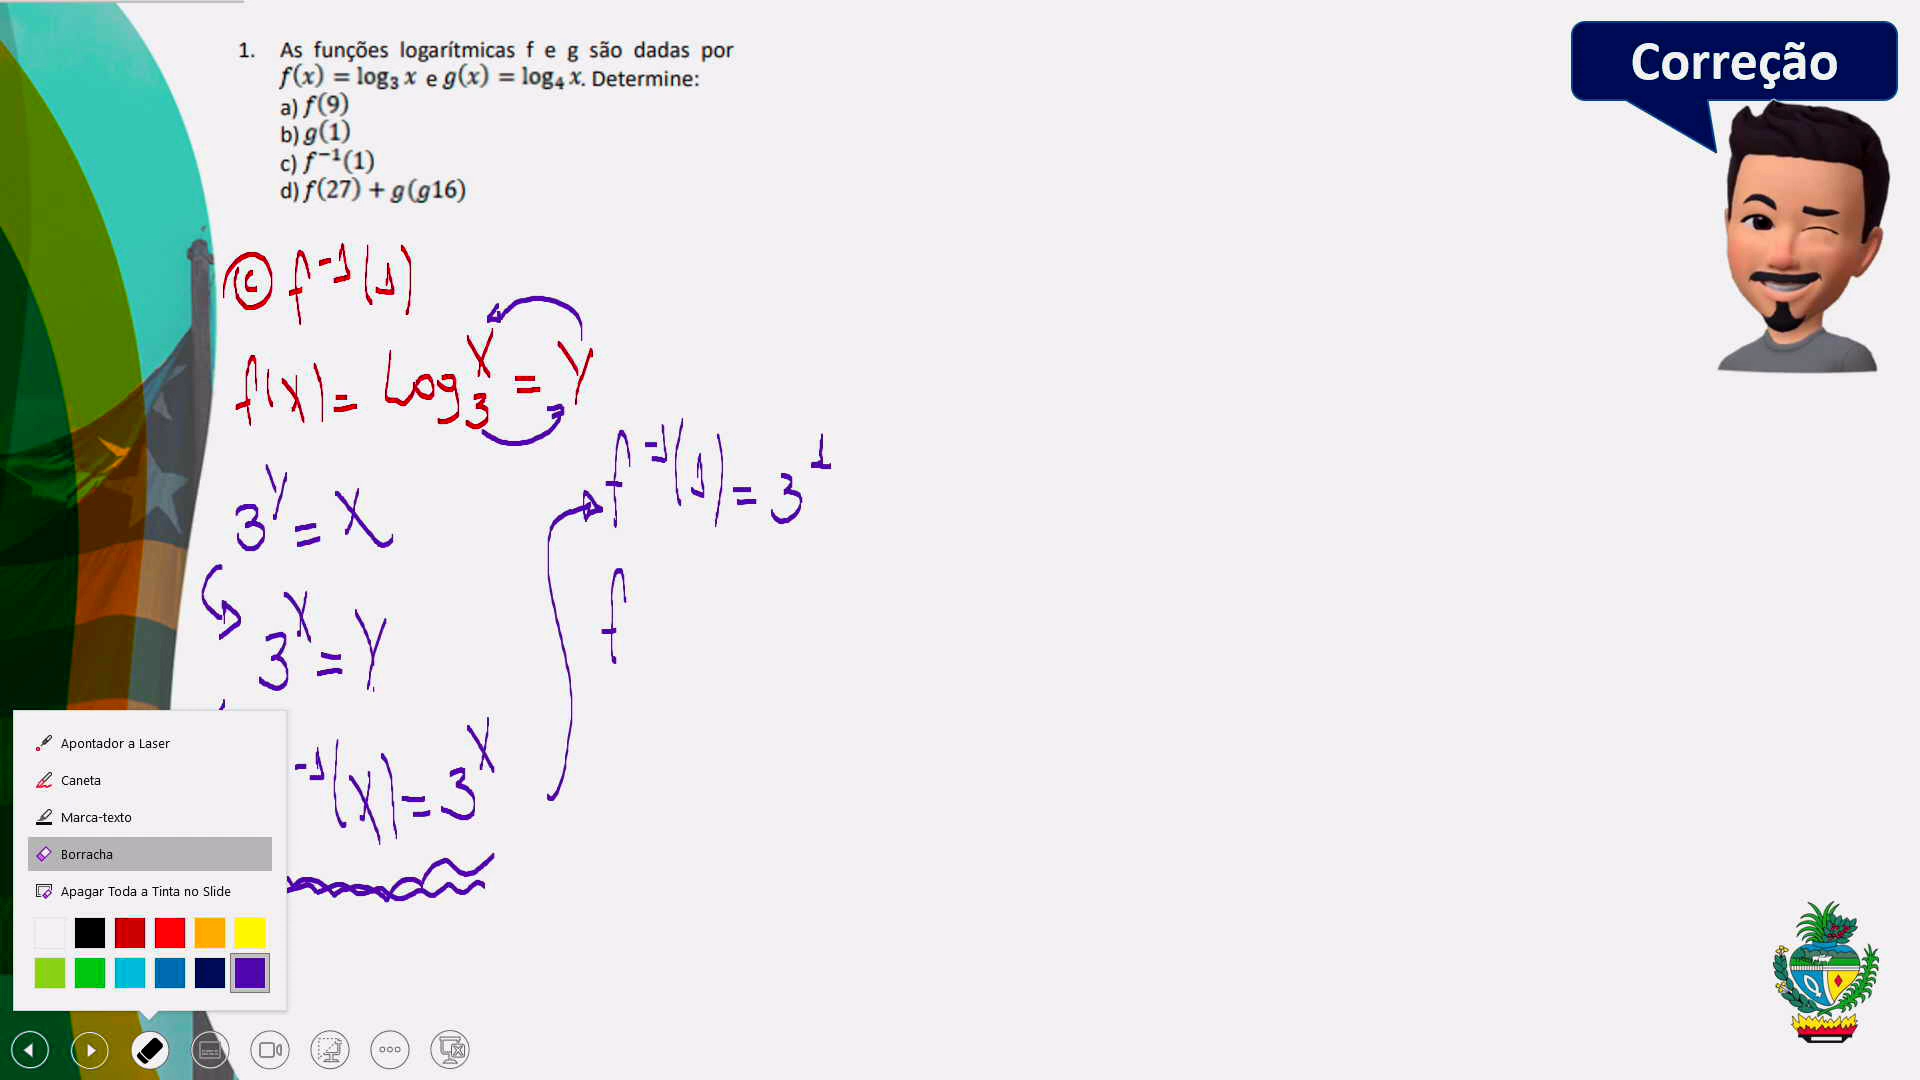 Correção
1. As funções logarítmicas f e g são dadas por
f(x) = log₃ x e g(x) = log₄ x. Determine:
a) f(9)
b) g(1)
c) f⁻¹(1)
d) f(27) + g(g16)
c f⁻¹(1)
f(x) = Log₃ˣ = y
3ʸ = x
3ˣ = y
⁻¹(x) = 3ˣ
f⁻¹(1) = 3¹
f
Apontador a Laser
Caneta
Marca-texto
Borracha
Apagar Toda a Tinta no Slide